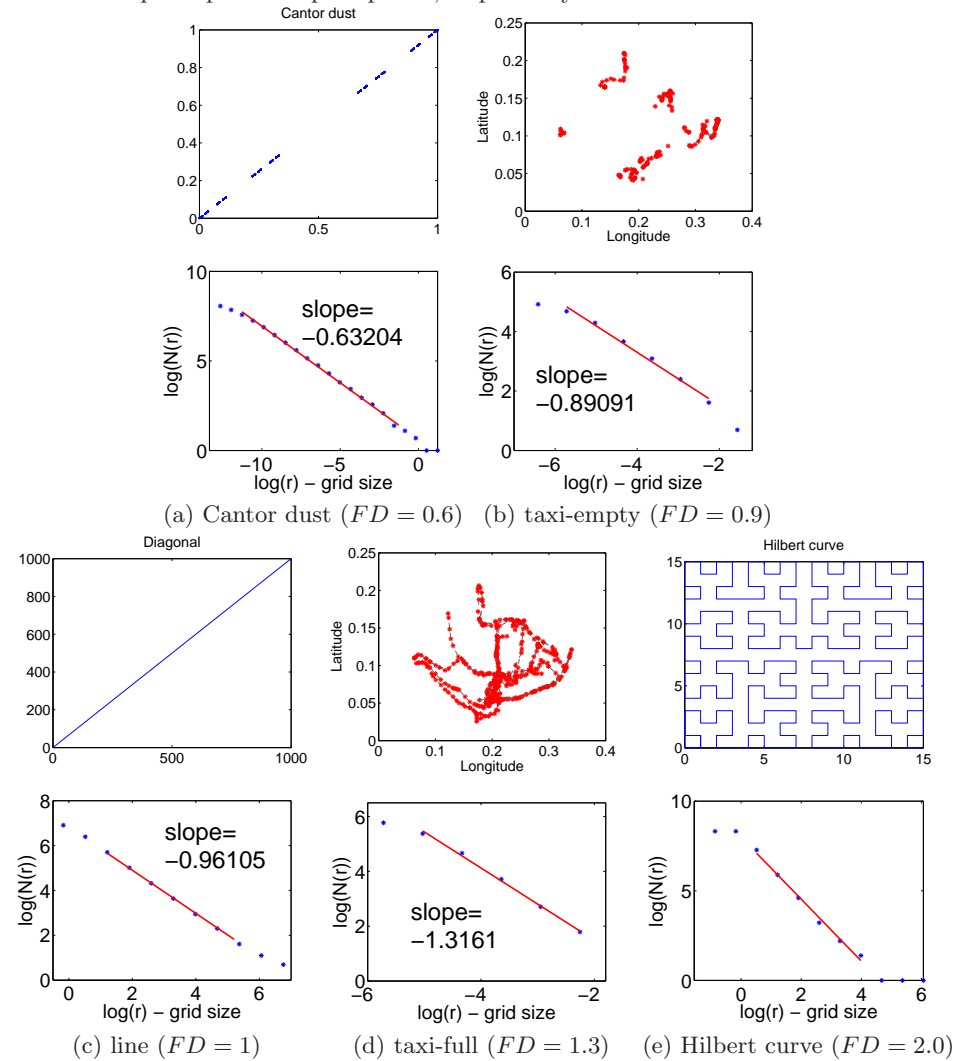 Cantor dust
1
0.8
0.6
0.4
0.2
0
0 0.5 1
Latitude
0.25
0.2
0.15
0.1
0.05
0
0 0.1 0.2 0.3 0.4
Longitude
log(N(r))
10
5
0
slope=
−0.63204
−10 −5 0
log(r) − grid size
log(N(r))
6
4
2
0
slope=
−0.89091
−6 −4 −2
log(r) − grid size
(a) Cantor dust (FD = 0.6) (b) taxi-empty (FD = 0.9)
Diagonal
1000
800
600
400
200
0
0 500 1000
Latitude
0.25
0.2
0.15
0.1
0.05
0
0 0.1 0.2 0.3 0.4
Longitude
Hilbert curve
15
10
5
0
0 5 10 15
log(N(r))
8
6
4
2
0
slope=
−0.96105
0 2 4 6
log(r) − grid size
log(N(r))
6
4
2
0
slope=
−1.3161
−6 −4 −2
log(r) − grid size
log(N(r))
10
5
0
0 2 4 6
log(r) − grid size
(c) line (FD = 1) (d) taxi-full (FD = 1.3) (e) Hilbert curve (FD = 2.0)